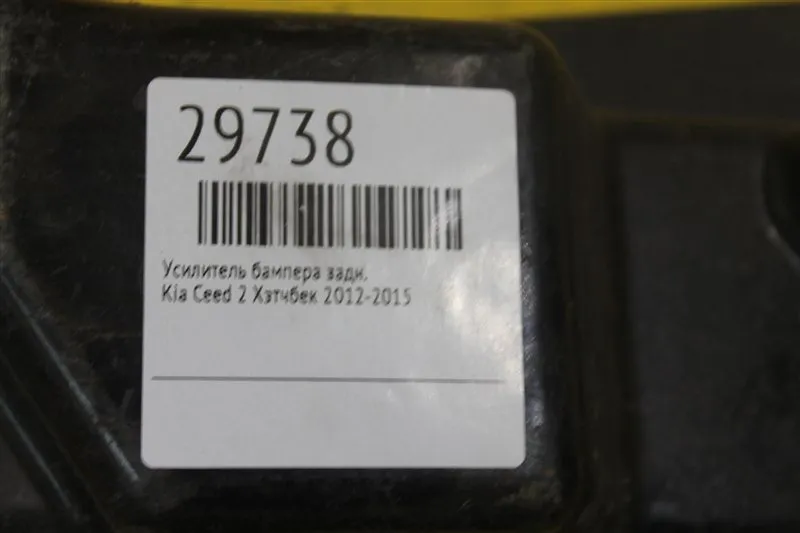 29738
Усилитель бампера задн.
Kia Ceed 2 Хэтчбек 2012-2015